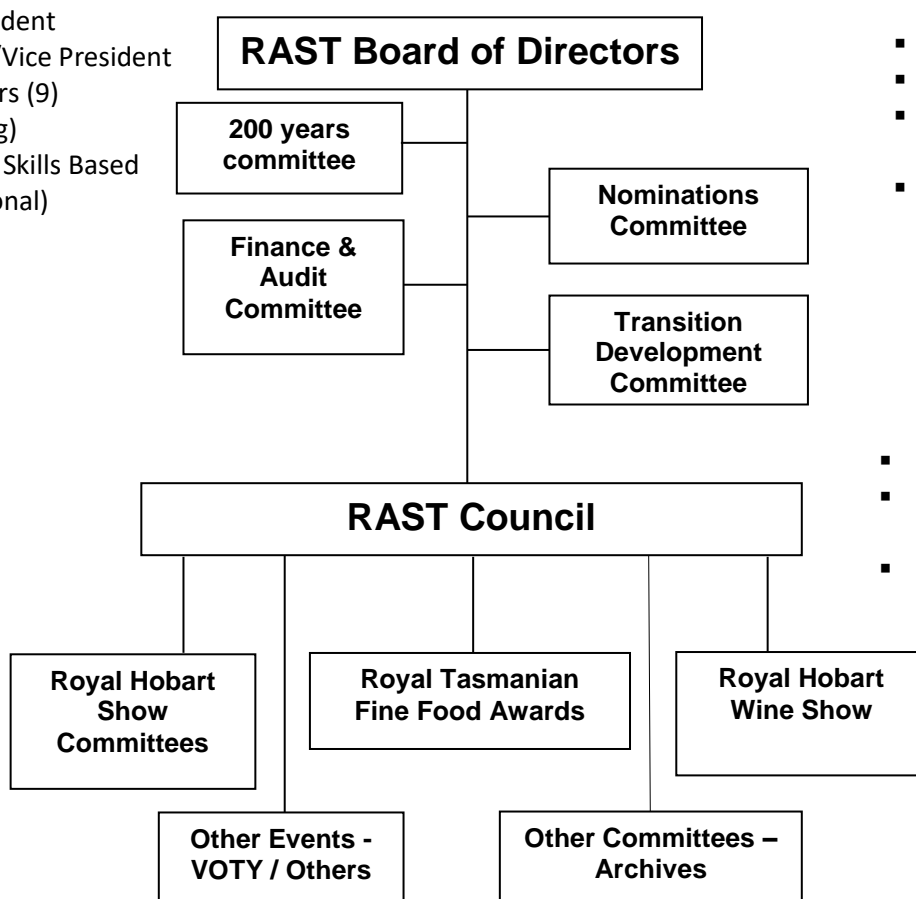 dent
/Vice President
rs (9)
g)
Skills Based
onal)
RAST Board of Directors
200 years
committee
Nominations
Committee
Finance &
Audit
Committee
Transition
Development
Committee
RAST Council
Royal Hobart
Show
Committees
Royal Tasmanian
Fine Food Awards
Royal Hobart
Wine Show
Other Events -
VOTY / Others
Other Committees –
Archives